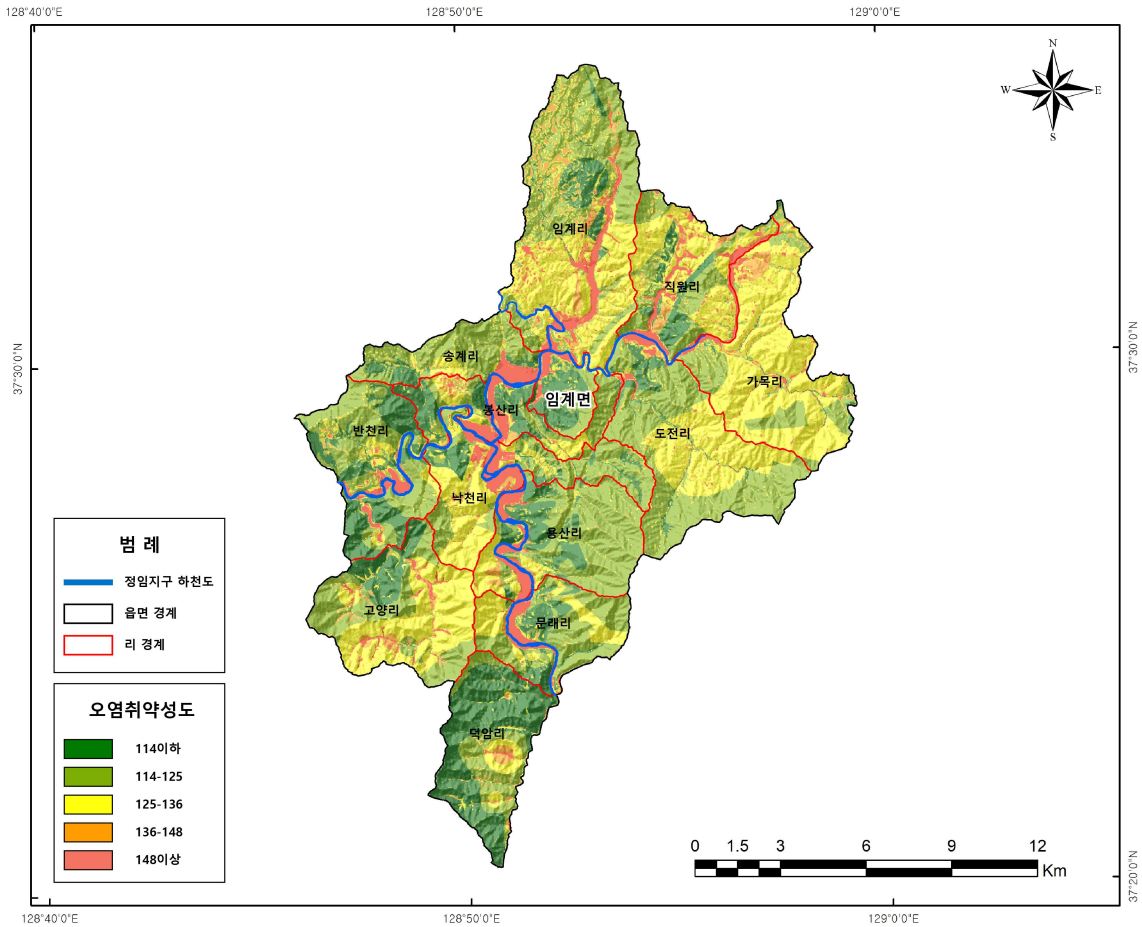 128°40'0"E
128°50'0"E
129°0'0"E
N
W
E
S
임계리
직원리
37°30'0"N
37°30'0"N
송계리
가목리
임계면
봉산리
반천리
도전리
낙천리
용산리
고양리
문래리
덕암리
범 례
정임지구 하천도
읍면 경계
리 경계
오염취약성도
114이하
114-125
125-136
136-148
148이상
0 1.5 3 6 9 12
Km
37°20'0"N
128°40'0"E
128°50'0"E
129°0'0"E